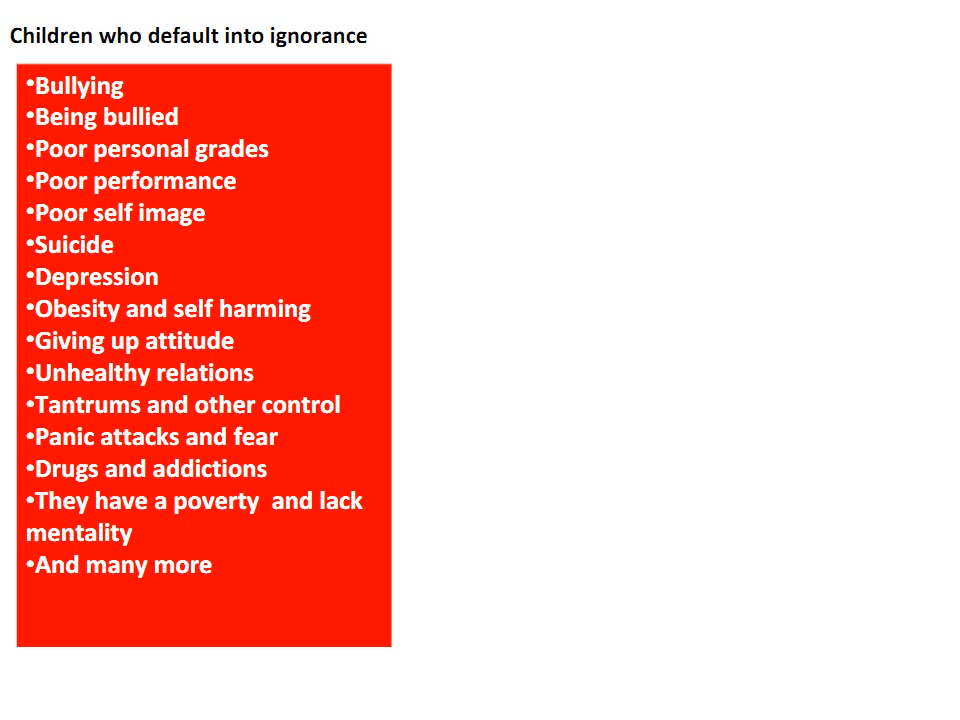 Children who default into ignorance
•Bullying
•Being bullied
•Poor personal grades
•Poor performance
•Poor self image
•Suicide
•Depression
•Obesity and self harming
•Giving up attitude
•Unhealthy relations
•Tantrums and other control
•Panic attacks and fear
•Drugs and addictions
•They have a poverty  and lack
mentality
•And many more